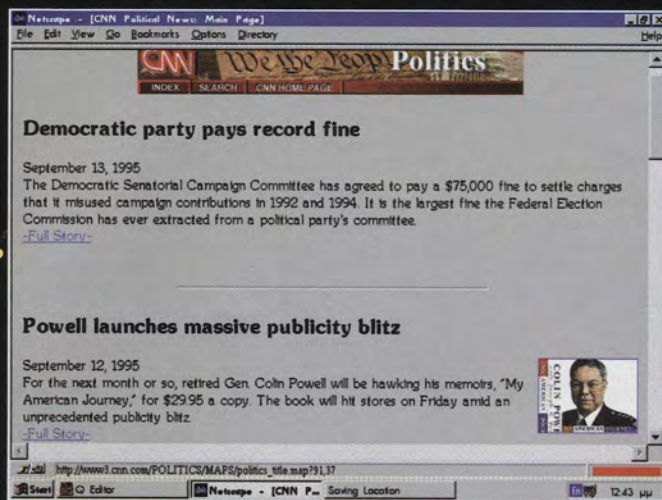 Netscape - [CNN Political News: Main Page]
File Edit View Go Bookmarks Options Directory Help
CNN We the People Politics
INDEX SEARCH CNN HOME PAGE
Democratic party pays record fine
September 13, 1995
The Democratic Senatorial Campaign Committee has agreed to pay a $75,000 fine to settle charges
that it misused campaign contributions in 1992 and 1994. It is the largest fine the Federal Election
Commission has ever extracted from a political party's committee.
-Full Story-
Powell launches massive publicity blitz
September 12, 1995
For the next month or so, retired Gen. Colin Powell will be hawking his memoirs, "My
American Journey," for $29.95 a copy. The book will hit stores on Friday amid an
unprecedented publicity blitz.
-Full Story-
COLIN POWE
http://www3.cnn.com/POLITICS/MAPS/politics_title.map?91,37
Start Q Editor Netscape - [CNN P... Saving Location En 12:43 μμ